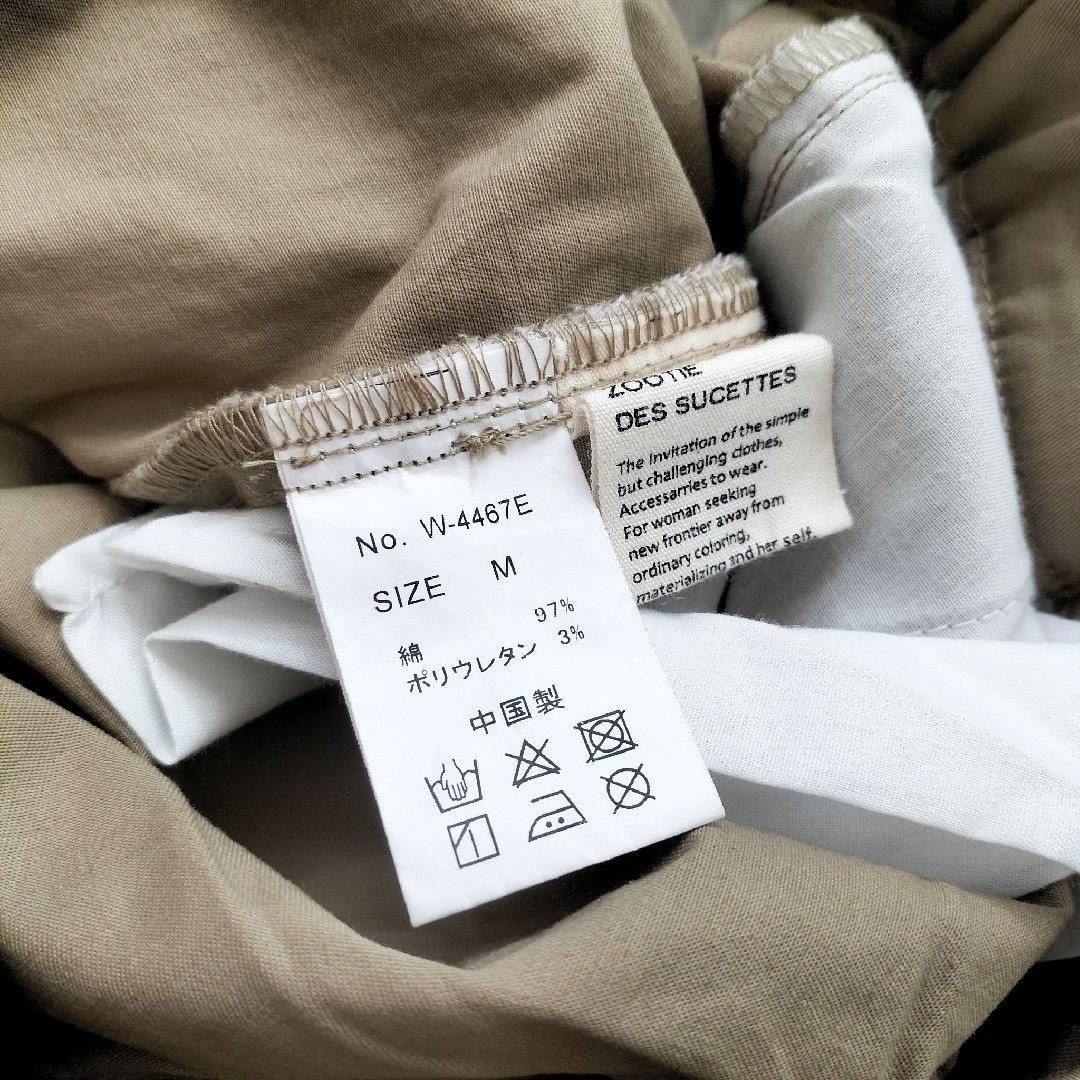 No. W-4467E
SIZE M
綿 97%
ポリウレタン 3%
中国製
ZOOTIE
DES SUCETTES
The invitation of the simple
but challenging clothes,
Accessarries to wear.
For woman seeking
new frontier away from
ordinary coloring,
materializing and her self.